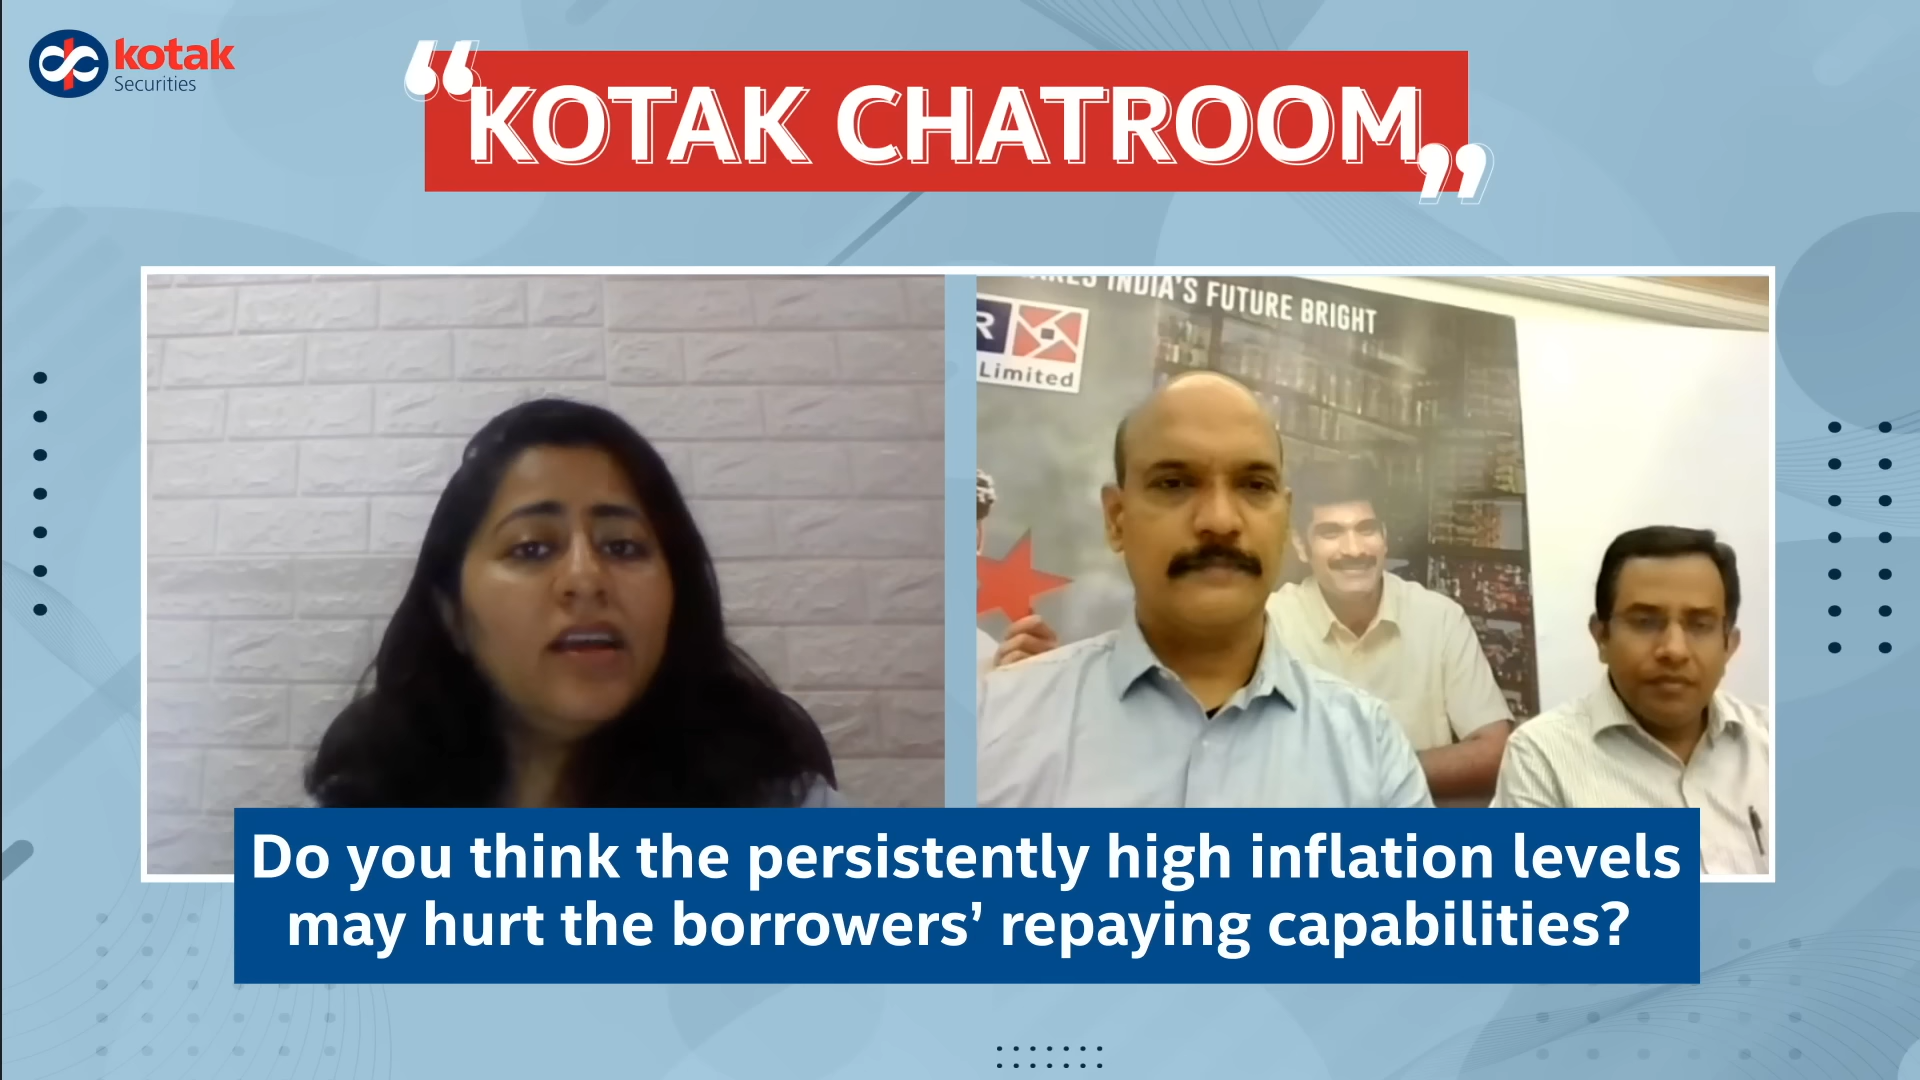 kotak
Securities
“KOTAK CHATROOM”
INDIA'S FUTURE BRIGHT
R
Limited
Do you think the persistently high inflation levels
may hurt the borrowers’ repaying capabilities?